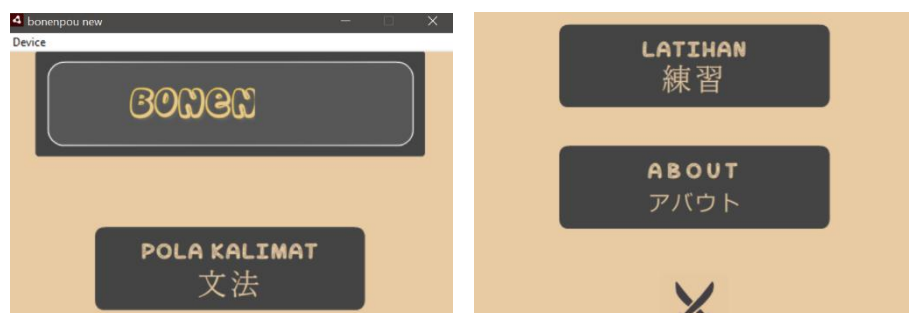 bonenpou new
Device
BONEN
POLA KALIMAT
文法
LATIHAN
練習
ABOUT
アバウト